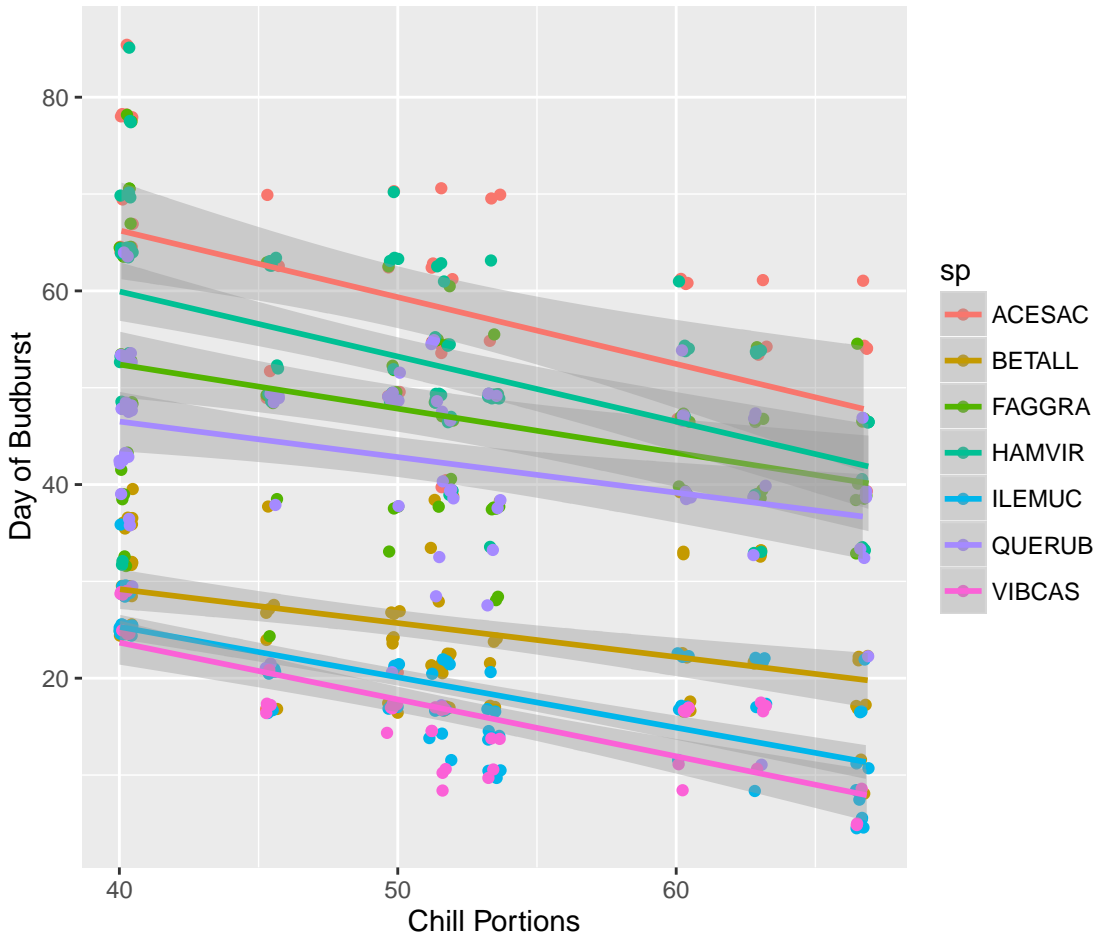 80
60
40
20
40
50
60
Chill Portions
Day of Budburst
sp
ACESAC
BETALL
FAGGRA
HAMVIR
ILEMUC
QUERUB
VIBCAS